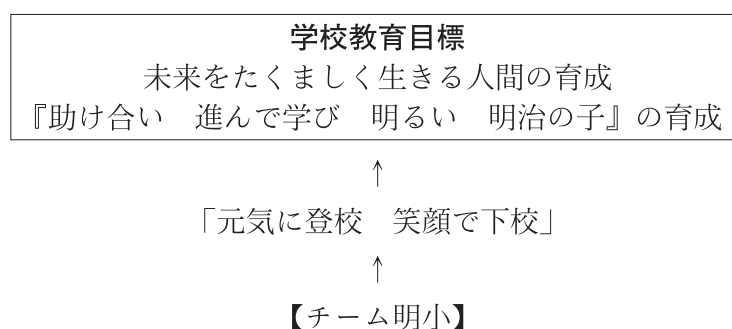 学校教育目標
未来をたくましく生きる人間の育成
『助け合い　進んで学び　明るい　明治の子』の育成
↑
「元気に登校　笑顔で下校」
↑
【チーム明小】